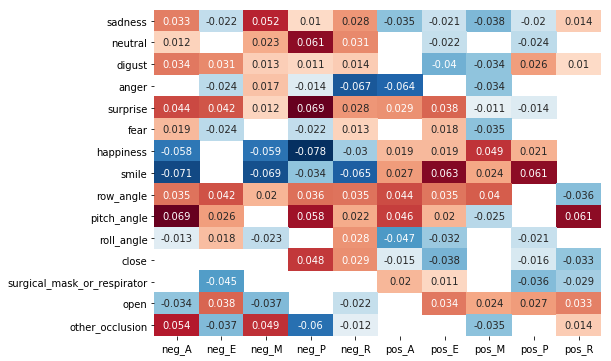 sadness 0.033 -0.022 0.052 0.01 0.028 -0.035 -0.021 -0.038 -0.02 0.014
neutral 0.012 0.023 0.061 0.031 -0.022 -0.024
digust 0.034 0.031 0.013 0.011 0.014 -0.04 -0.034 0.026 0.01
anger -0.024 0.017 -0.014 -0.067 -0.064 -0.034
surprise 0.044 0.042 0.012 0.069 0.028 0.029 0.038 -0.011 -0.014
fear 0.019 -0.024 -0.022 0.013 0.018 -0.035
happiness -0.058 -0.059 -0.078 -0.03 0.019 0.019 0.049 0.021
smile -0.071 -0.069 -0.034 -0.065 0.027 0.063 0.024 0.061
row_angle 0.035 0.042 0.02 0.036 0.035 0.044 0.035 0.04 -0.036
pitch_angle 0.069 0.026 0.058 0.022 0.046 0.02 -0.025 0.061
roll_angle -0.013 0.018 -0.023 0.028 -0.047 -0.032 -0.021
close 0.048 0.029 -0.015 -0.038 -0.016 -0.033
surgical_mask_or_respirator -0.045 0.02 0.011 -0.036 -0.029
open -0.034 0.038 -0.037 -0.022 0.034 0.024 0.027 0.033
other_occlusion 0.054 -0.037 0.049 -0.06 -0.012 -0.035 0.014
neg_A neg_E neg_M neg_P neg_R pos_A pos_E pos_M pos_P pos_R